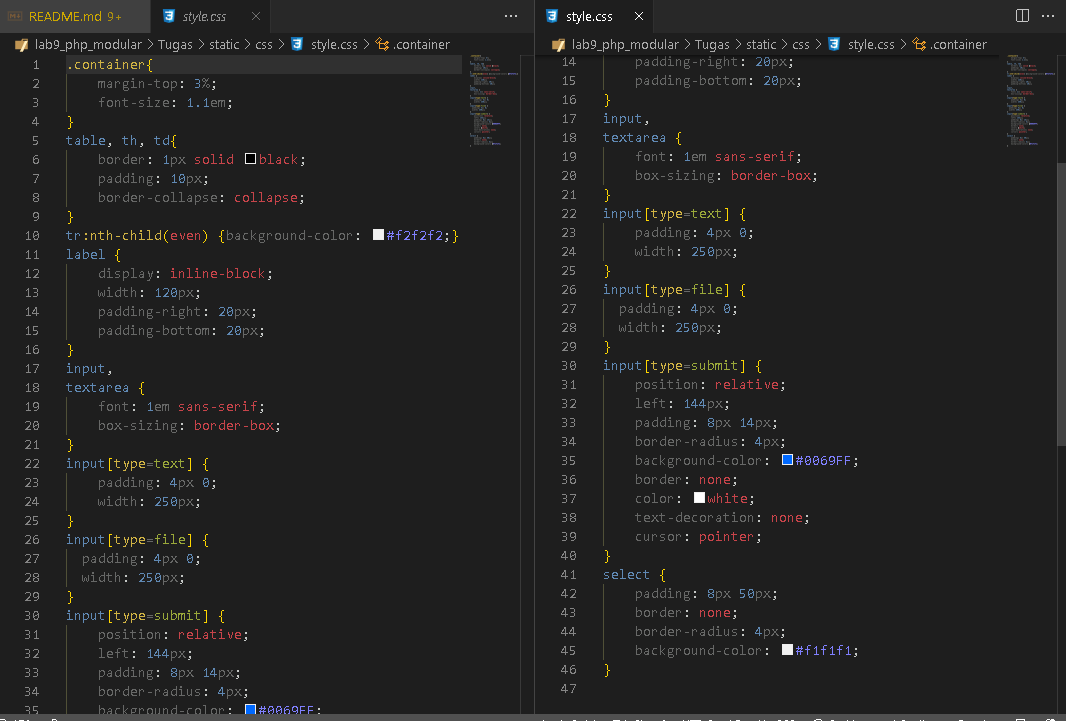 README.md 9+
style.css
lab9_php_modular > Tugas > static > css > style.css > .container
1 .container{
2 margin-top: 3%;
3 font-size: 1.1em;
4 }
5 table, th, td{
6 border: 1px solid black;
7 padding: 10px;
8 border-collapse: collapse;
9 }
10 tr:nth-child(even) {background-color: #f2f2f2;}
11 label {
12 display: inline-block;
13 width: 120px;
14 padding-right: 20px;
15 padding-bottom: 20px;
16 }
17 input,
18 textarea {
19 font: 1em sans-serif;
20 box-sizing: border-box;
21 }
22 input[type=text] {
23 padding: 4px 0;
24 width: 250px;
25 }
26 input[type=file] {
27 padding: 4px 0;
28 width: 250px;
29 }
30 input[type=submit] {
31 position: relative;
32 left: 144px;
33 padding: 8px 14px;
34 border-radius: 4px;
35 background-color: #0069FF;
style.css
lab9_php_modular > Tugas > static > css > style.css > .container
14 padding-right: 20px;
15 padding-bottom: 20px;
16 }
17 input,
18 textarea {
19 font: 1em sans-serif;
20 box-sizing: border-box;
21 }
22 input[type=text] {
23 padding: 4px 0;
24 width: 250px;
25 }
26 input[type=file] {
27 padding: 4px 0;
28 width: 250px;
29 }
30 input[type=submit] {
31 position: relative;
32 left: 144px;
33 padding: 8px 14px;
34 border-radius: 4px;
35 background-color: #0069FF;
36 border: none;
37 color: white;
38 text-decoration: none;
39 cursor: pointer;
40 }
41 select {
42 padding: 8px 50px;
43 border: none;
44 border-radius: 4px;
45 background-color: #f1f1f1;
46 }
47